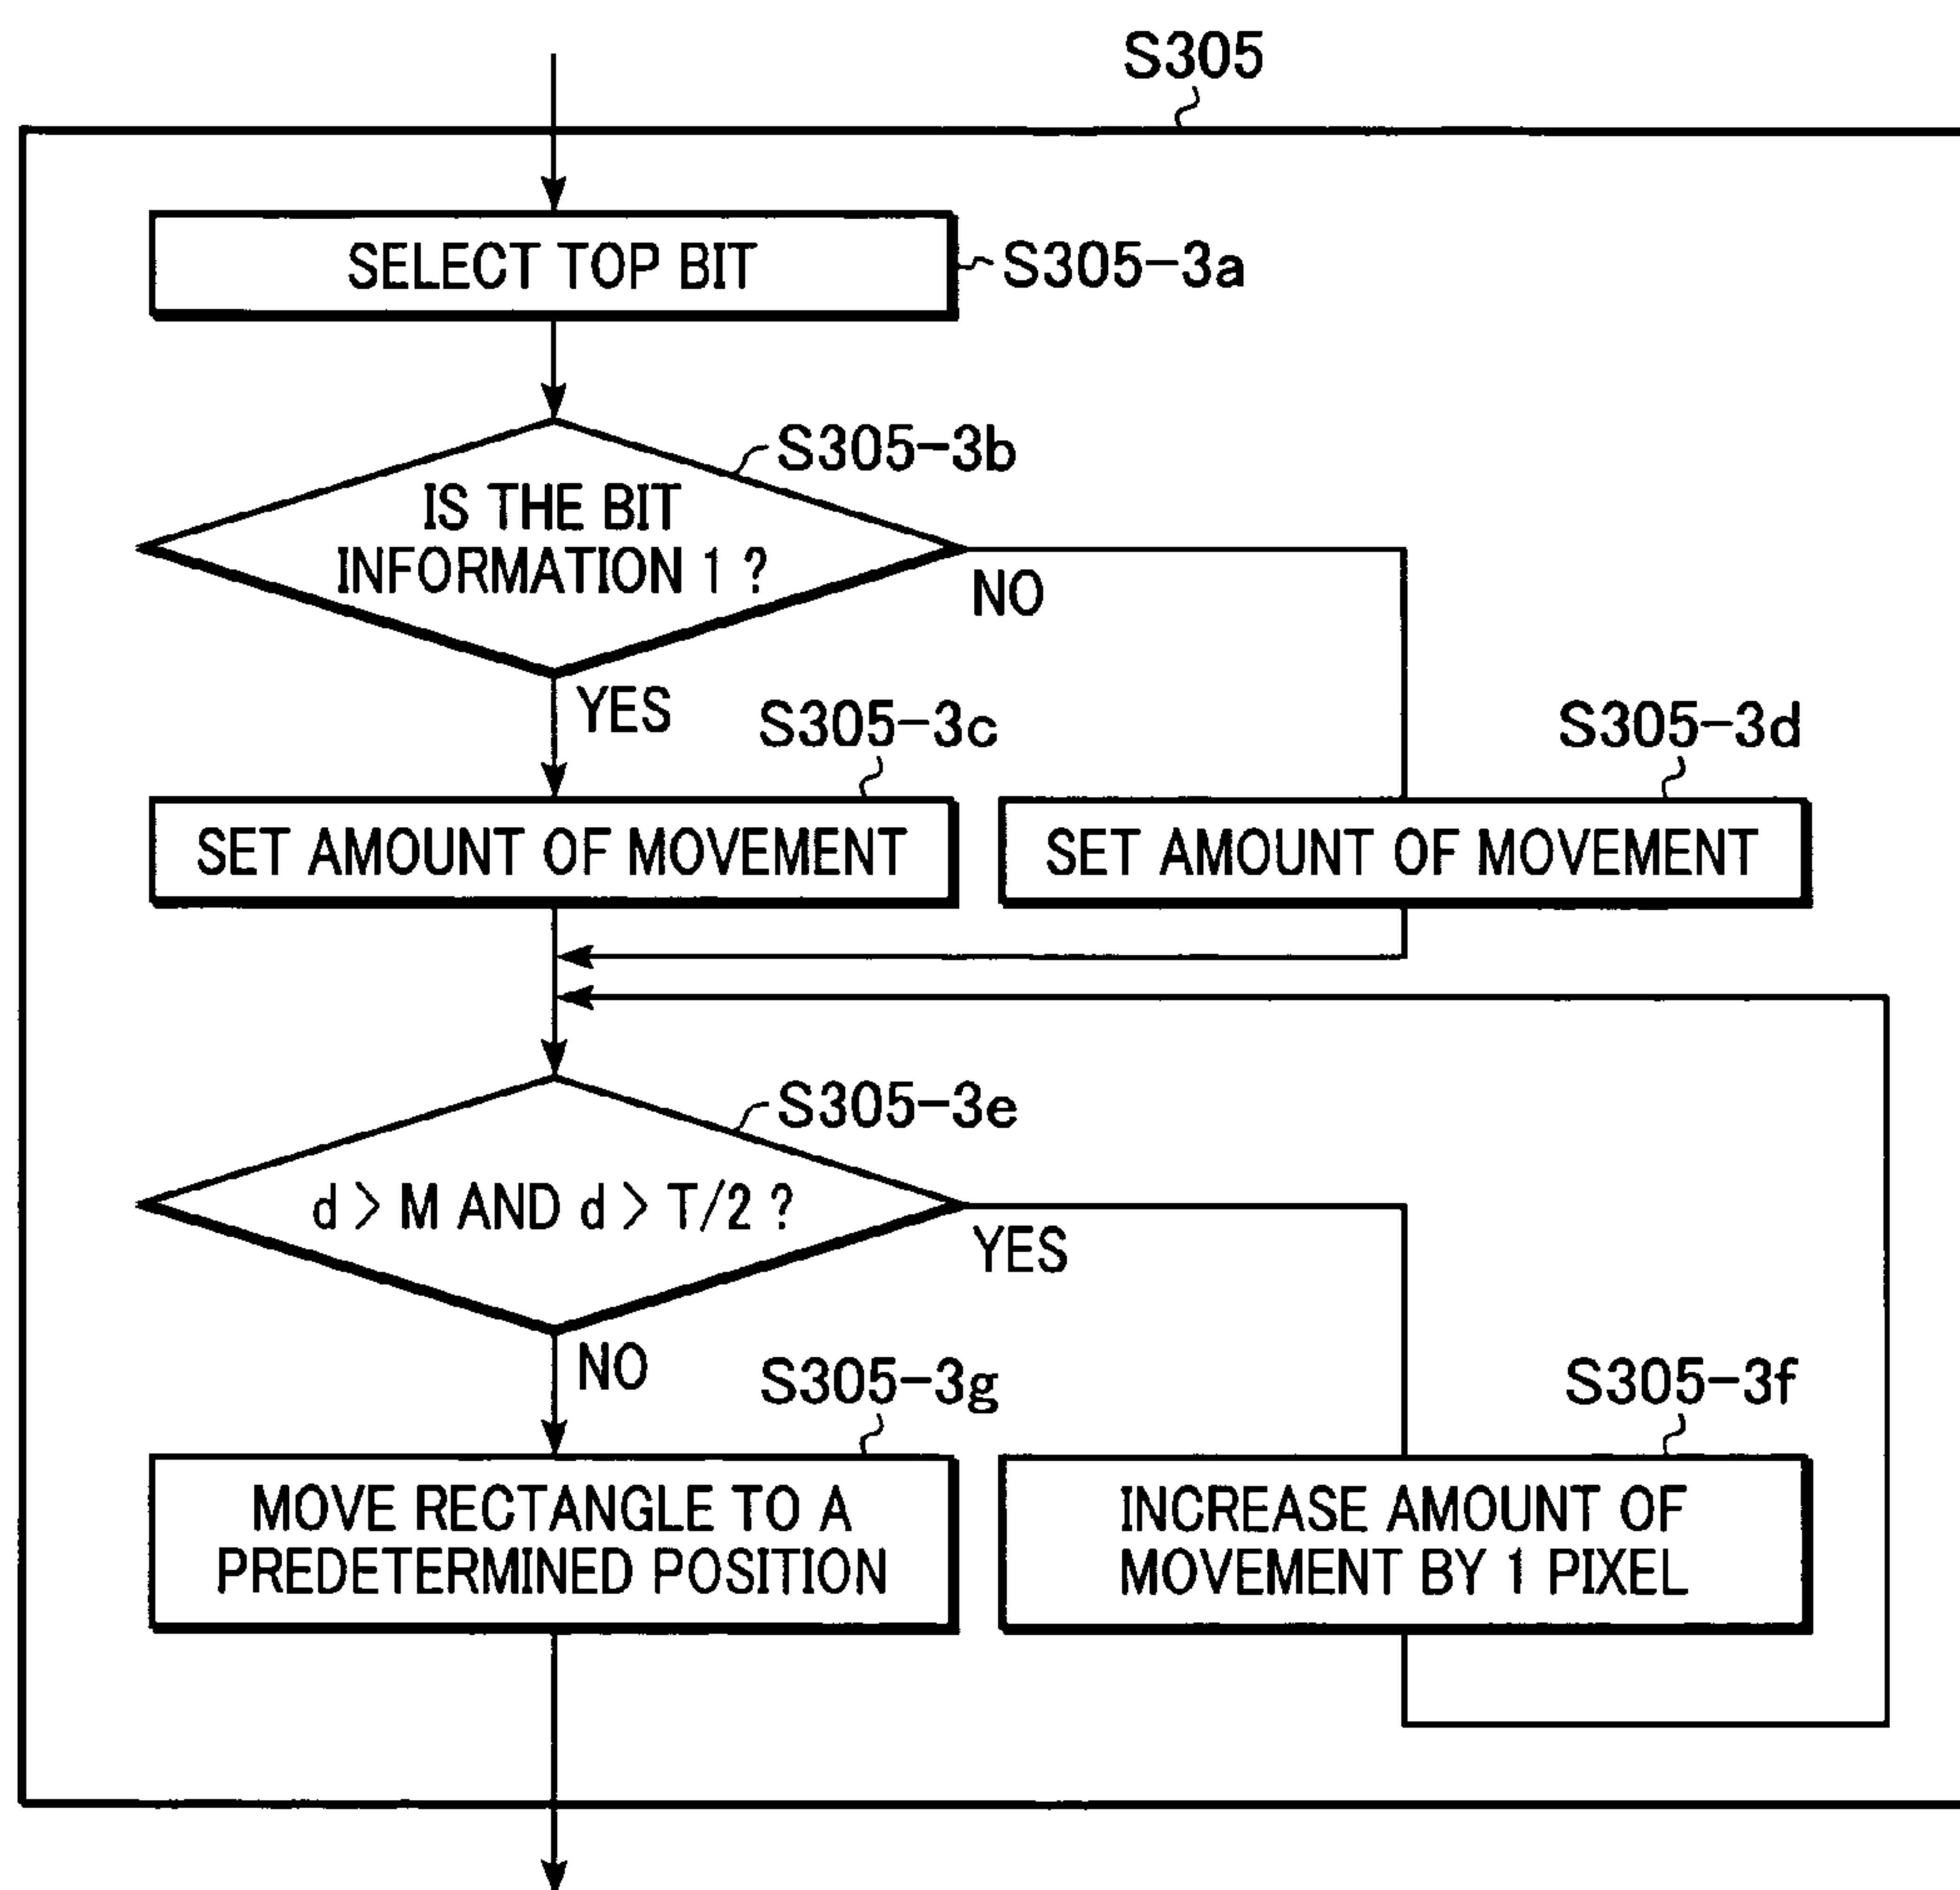 S305
SELECT TOP BIT
S305-3a
S305-3b
IS THE BIT
INFORMATION 1 ?
NO
YES
S305-3c
S305-3d
SET AMOUNT OF MOVEMENT
SET AMOUNT OF MOVEMENT
S305-3e
d > M AND d > T/2 ?
YES
NO
S305-3g
S305-3f
MOVE RECTANGLE TO A
PREDETERMINED POSITION
INCREASE AMOUNT OF
MOVEMENT BY 1 PIXEL